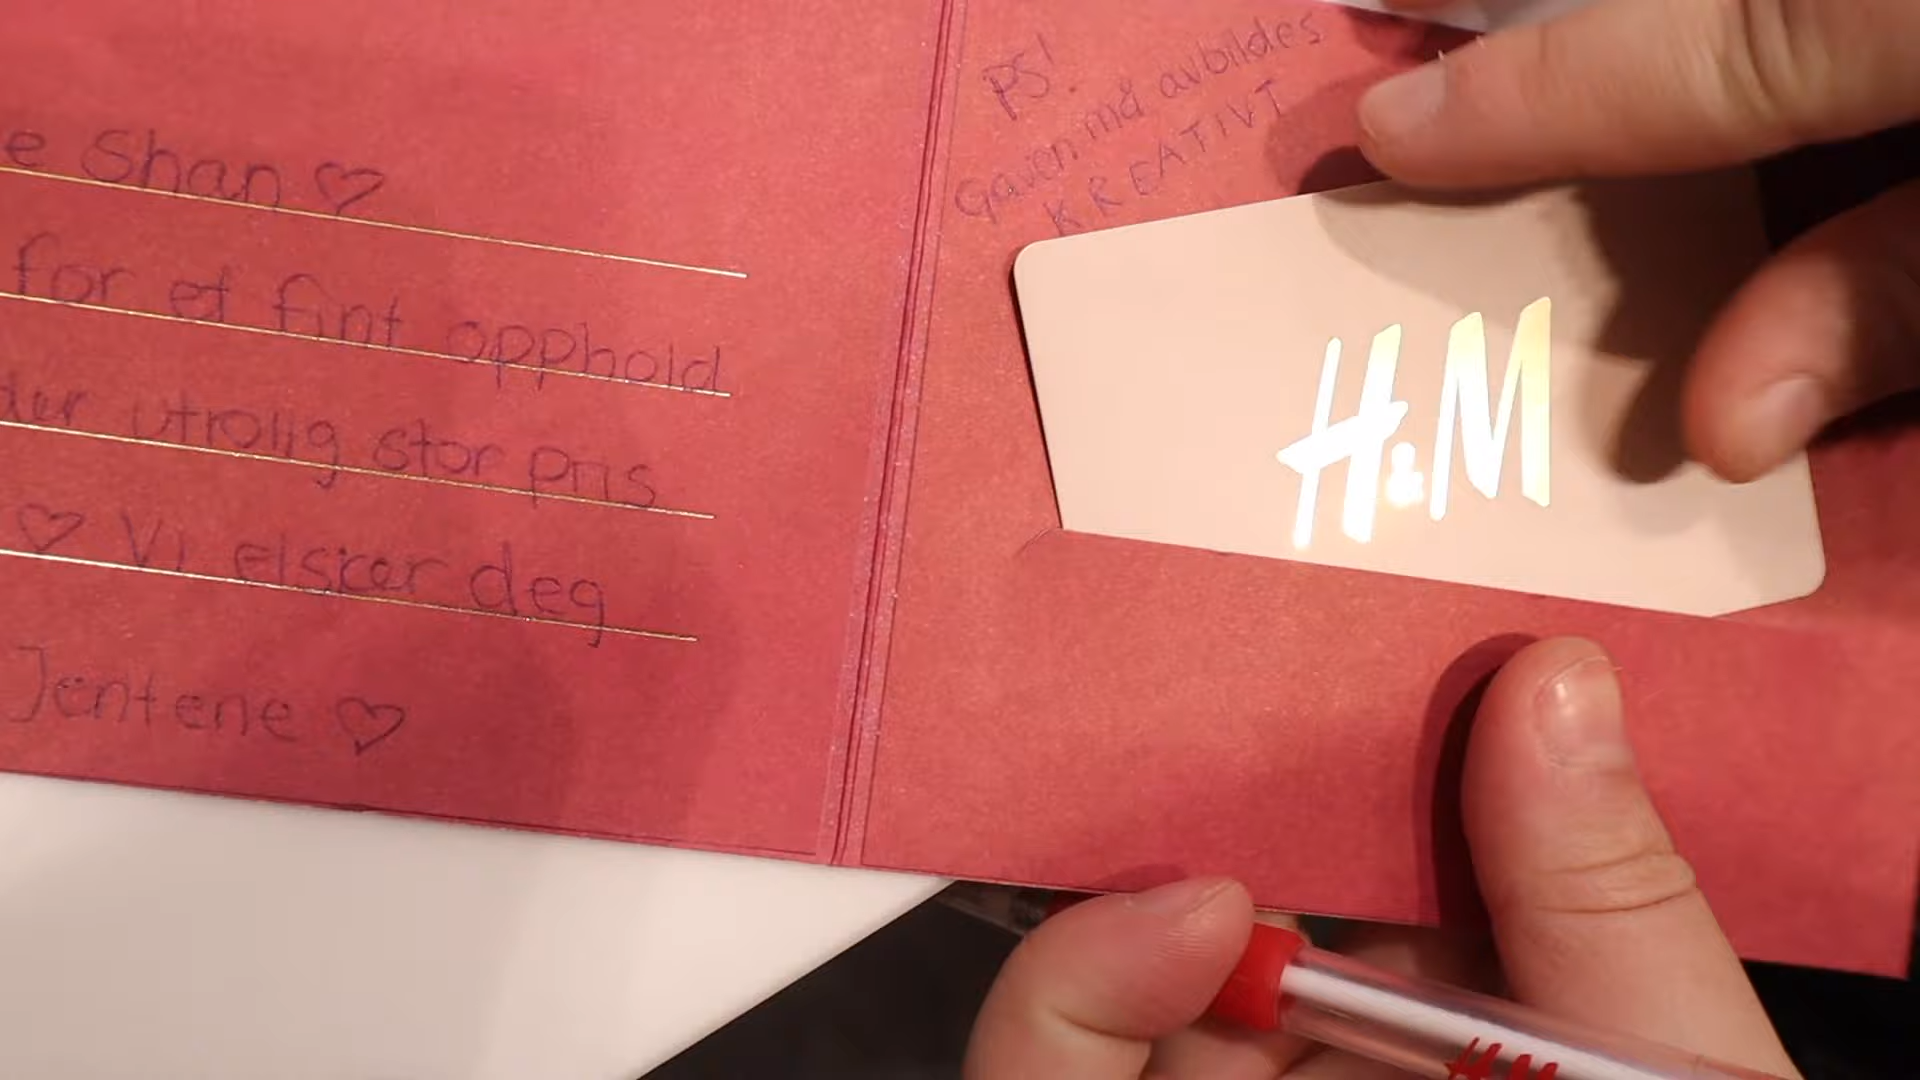 e Shan ♡
for et fint opphold
der utrolig stor pris
♡ Vi elsker deg
Jentene ♡
PS!
gaven må avbildes
KREATIVT
H&M
H&M